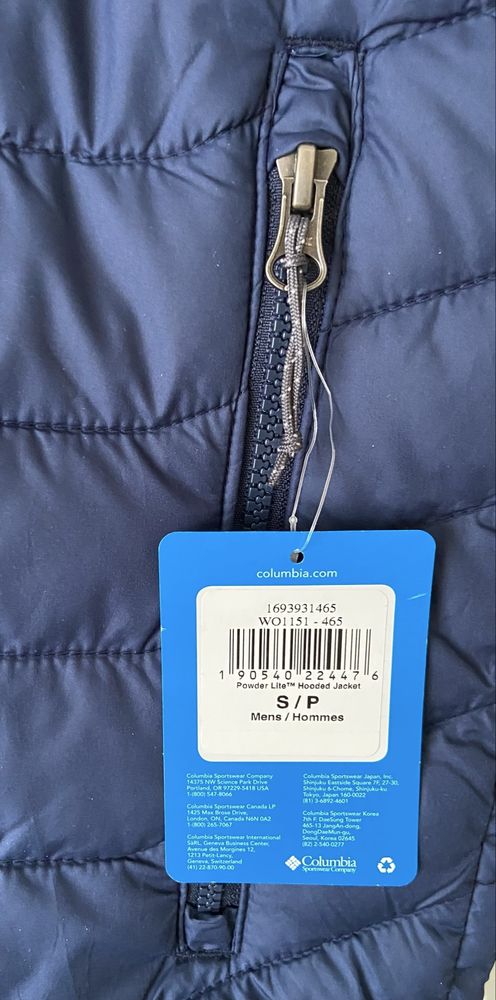 columbia.com
1693931465
WO1151 - 465
1 90540 22447 6
Powder Lite™ Hooded Jacket
S / P
Mens / Hommes
Columbia Sportswear Company
14375 NW Science Park Drive
Portland, OR 97229-5418 USA
1-(800) 547-8066
Columbia Sportswear Canada LP
1425 Max Brose Drive,
London, ON, Canada N6N 0A2
1-(800) 265-7067
Columbia Sportswear International
SàRL, Geneva Business Center,
Avenue des Morgines 12,
1213 Petit-Lancy,
Geneva, Switzerland
(41) 22-870-90-00
Columbia Sportswear Japan, Inc.
Shinjuku Eastside Square 7F, 27-30,
Shinjuku 6-Chome, Shinjuku-ku
Tokyo, Japan 160-0022
(81) 3-6892-4601
Columbia Sportswear Korea
7th F. DaeSung Tower
465-13 JangAn-dong,
DongDaeMun-gu,
Seoul, Korea 02645
(82) 2-540-0277
Columbia
Sportswear Company